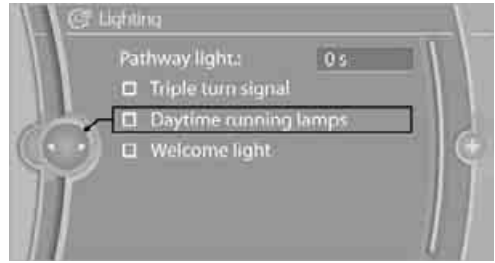 Lighting
Pathway light.: 0 s
Triple turn signal
Daytime running lamps
Welcome light